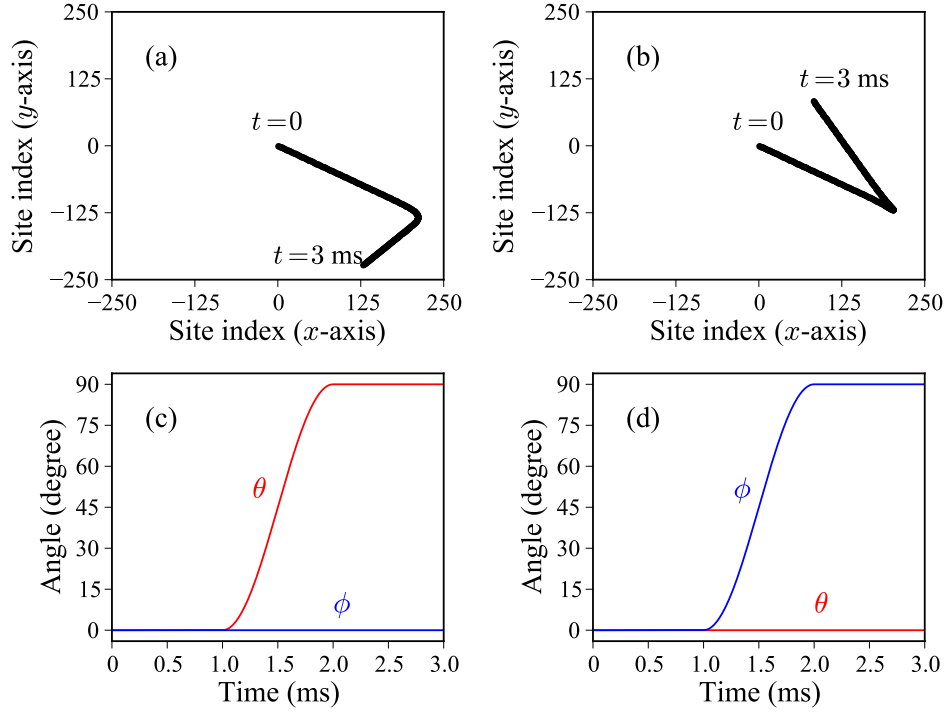 250
125
0
−125
−250
Site index (y-axis)
(a)
t=0
t=3 ms
−250
−125
0
125
250
Site index (x-axis)
250
125
0
−125
−250
Site index (y-axis)
(b)
t=3 ms
t=0
−250
−125
0
125
250
Site index (x-axis)
90
75
60
45
30
15
0
Angle (degree)
(c)
θ
ϕ
0
0.5
1.0
1.5
2.0
2.5
3.0
Time (ms)
90
75
60
45
30
15
0
Angle (degree)
(d)
ϕ
θ
0
0.5
1.0
1.5
2.0
2.5
3.0
Time (ms)